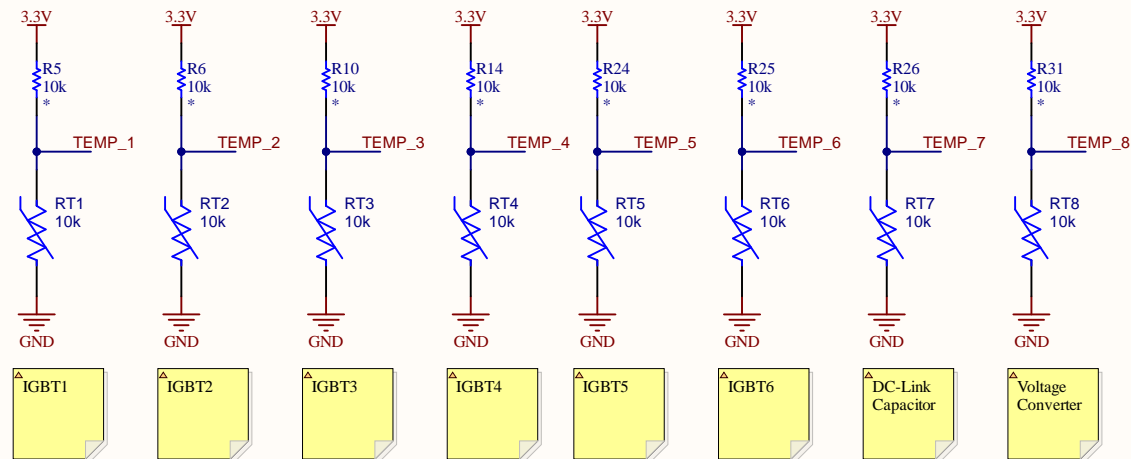 3.3V 3.3V 3.3V 3.3V 3.3V 3.3V 3.3V 3.3V
R5 R6 R10 R14 R24 R25 R26 R31
10k 10k 10k 10k 10k 10k 10k 10k
* * * * * * * *
TEMP_1 TEMP_2 TEMP_3 TEMP_4 TEMP_5 TEMP_6 TEMP_7 TEMP_8
RT1 RT2 RT3 RT4 RT5 RT6 RT7 RT8
10k 10k 10k 10k 10k 10k 10k 10k
GND GND GND GND GND GND GND GND
IGBT1 IGBT2 IGBT3 IGBT4 IGBT5 IGBT6 DC-Link Voltage
Capacitor Converter